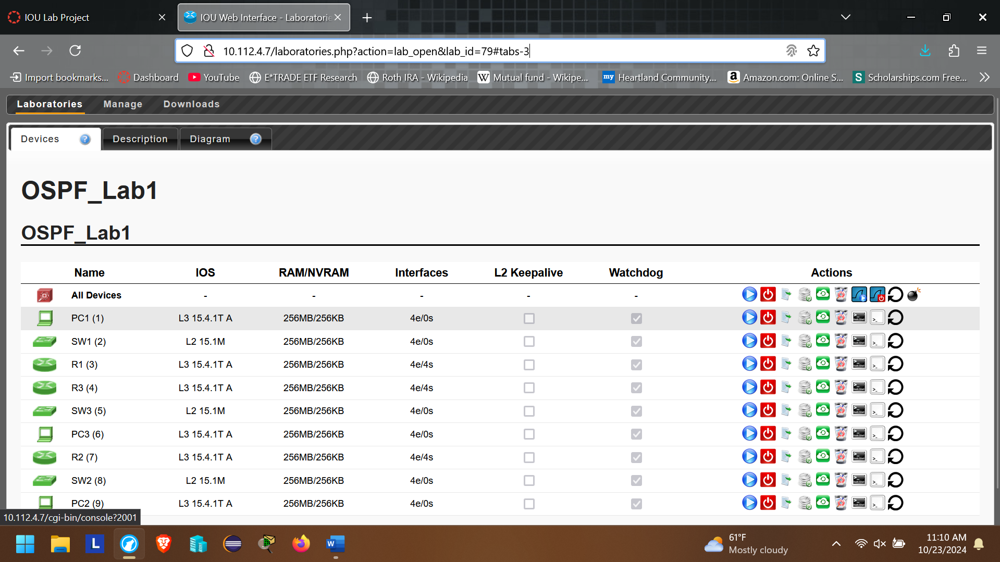 IOU Lab Project
IOU Web Interface - Laboratorie
10.112.4.7/laboratories.php?action=lab_open&lab_id=79#tabs-3
Import bookmarks...
Dashboard
YouTube
E*TRADE ETF Research
Roth IRA - Wikipedia
W Mutual fund - Wikipe...
my Heartland Community,...
a Amazon.com: Online S...
S Scholarships.com Free...
Laboratories Manage Downloads
Devices ? Description Diagram ?
OSPF_Lab1
OSPF_Lab1
Name IOS RAM/NVRAM Interfaces L2 Keepalive Watchdog Actions
All Devices - - - - -
PC1 (1) L3 15.4.1T A 256MB/256KB 4e/0s
SW1 (2) L2 15.1M 256MB/256KB 4e/0s
R1 (3) L3 15.4.1T A 256MB/256KB 4e/4s
R3 (4) L3 15.4.1T A 256MB/256KB 4e/4s
SW3 (5) L2 15.1M 256MB/256KB 4e/0s
PC3 (6) L3 15.4.1T A 256MB/256KB 4e/0s
R2 (7) L3 15.4.1T A 256MB/256KB 4e/4s
SW2 (8) L2 15.1M 256MB/256KB 4e/0s
PC2 (9) L3 15.4.1T A 256MB/256KB 4e/0s
10.112.4.7/cgi-bin/console?2001
L
W
61°F
Mostly cloudy
11:10 AM
10/23/2024